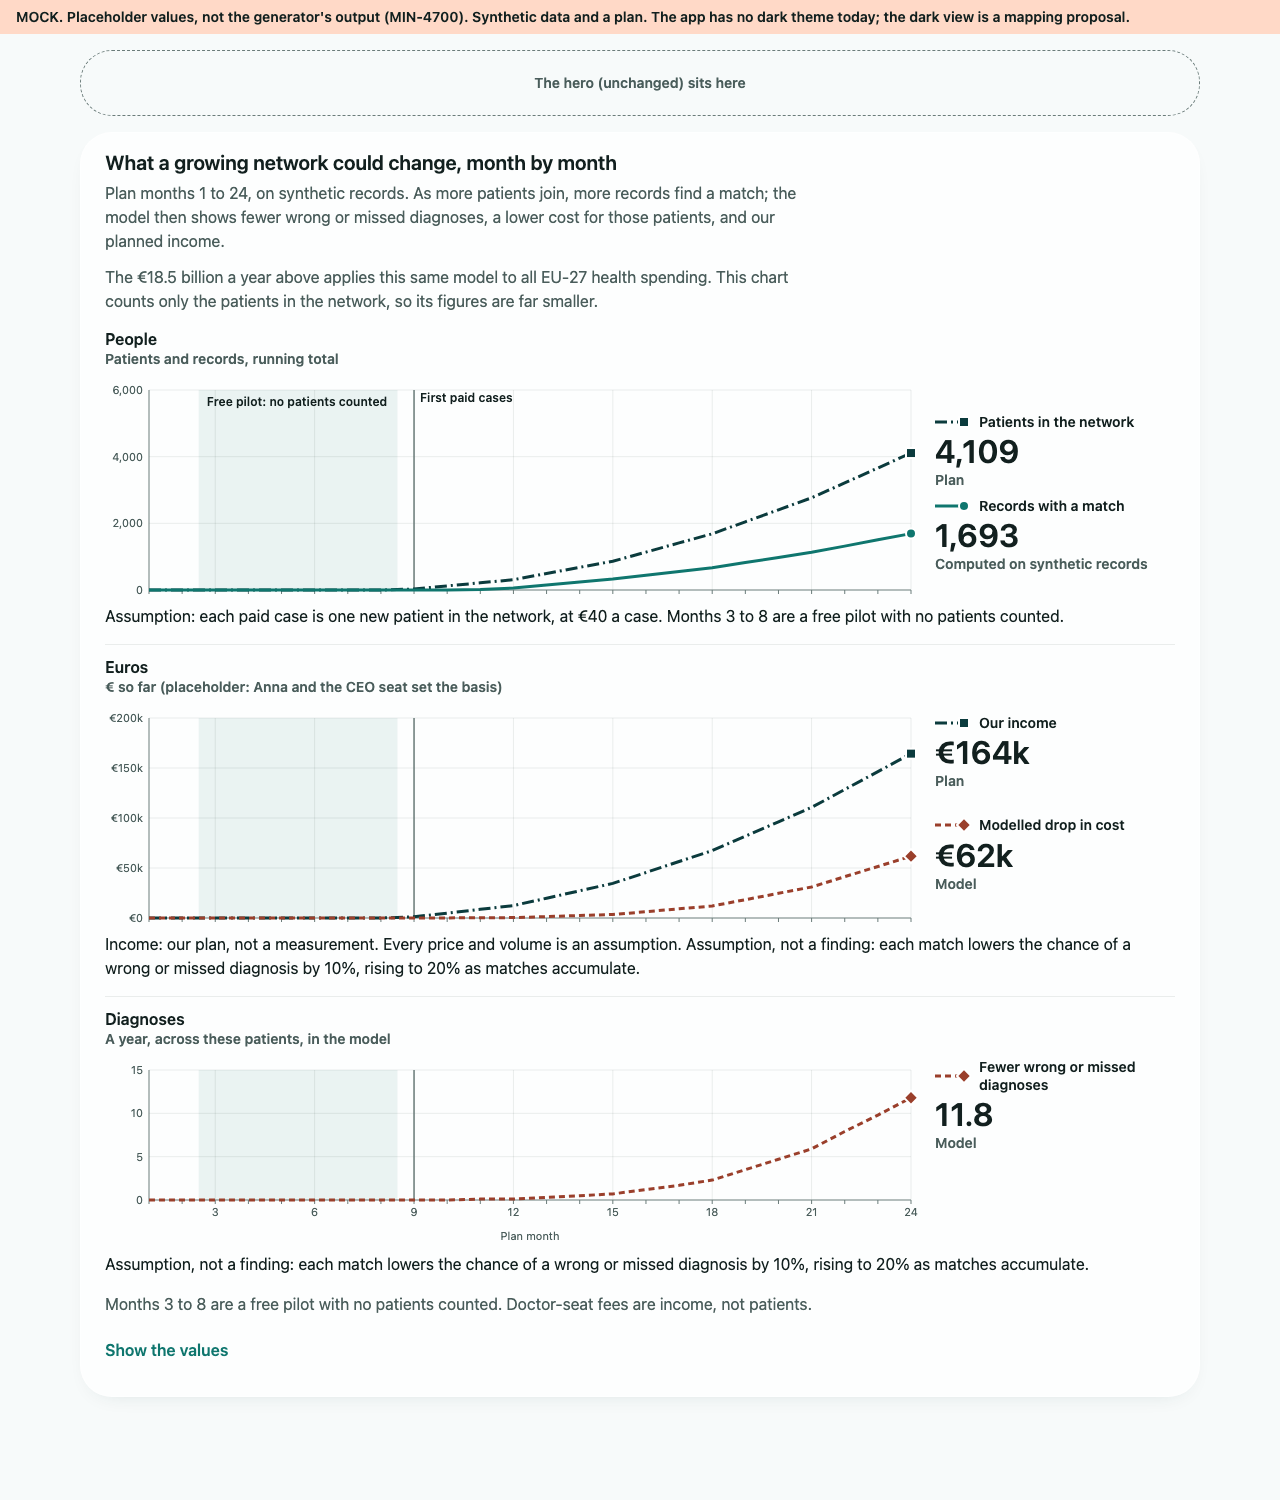 MOCK. Placeholder values, not the generator's output (MIN-4700). Synthetic data and a plan. The app has no dark theme today; the dark view is a mapping proposal.
The hero (unchanged) sits here
What a growing network could change, month by month
Plan months 1 to 24, on synthetic records. As more patients join, more records find a match; the
model then shows fewer wrong or missed diagnoses, a lower cost for those patients, and our
planned income.
The €18.5 billion a year above applies this same model to all EU-27 health spending. This chart
counts only the patients in the network, so its figures are far smaller.
People
Patients and records, running total
6,000
4,000
2,000
0
Free pilot: no patients counted
First paid cases
Patients in the network
4,109
Plan
Records with a match
1,693
Computed on synthetic records
Assumption: each paid case is one new patient in the network, at €40 a case. Months 3 to 8 are a free pilot with no patients counted.
Euros
€ so far (placeholder: Anna and the CEO seat set the basis)
€200k
€150k
€100k
€50k
€0
Our income
€164k
Plan
Modelled drop in cost
€62k
Model
Income: our plan, not a measurement. Every price and volume is an assumption. Assumption, not a finding: each match lowers the chance of a
wrong or missed diagnosis by 10%, rising to 20% as matches accumulate.
Diagnoses
A year, across these patients, in the model
15
10
5
0
3 6 9 12 15 18 21 24
Plan month
Fewer wrong or missed
diagnoses
11.8
Model
Assumption, not a finding: each match lowers the chance of a wrong or missed diagnosis by 10%, rising to 20% as matches accumulate.
Months 3 to 8 are a free pilot with no patients counted. Doctor-seat fees are income, not patients.
Show the values